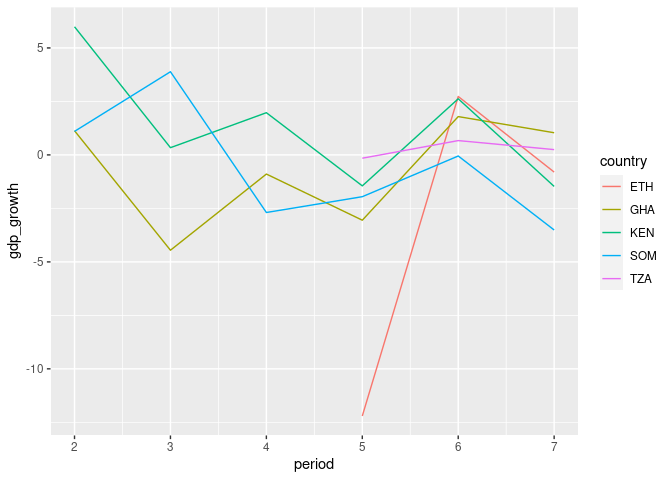 5
0
-5
-10
gdp_growth
2 3 4 5 6 7
period
country
ETH
GHA
KEN
SOM
TZA